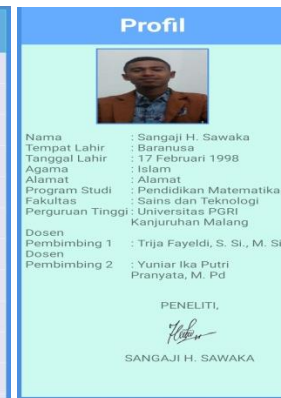 Profil
Nama : Sangaji H. Sawaka
Tempat Lahir : Baranusa
Tanggal Lahir : 17 Februari 1998
Agama : Islam
Alamat : Alamat
Program Studi : Pendidikan Matematika
Fakultas : Sains dan Teknologi
Perguruan Tinggi : Universitas PGRI
Kanjuruhan Malang
Dosen
Pembimbing 1 : Trija Fayeldi, S. Si., M. Si
Dosen
Pembimbing 2 : Yuniar Ika Putri
Pranyata, M. Pd
PENELITI,
SANGAJI H. SAWAKA